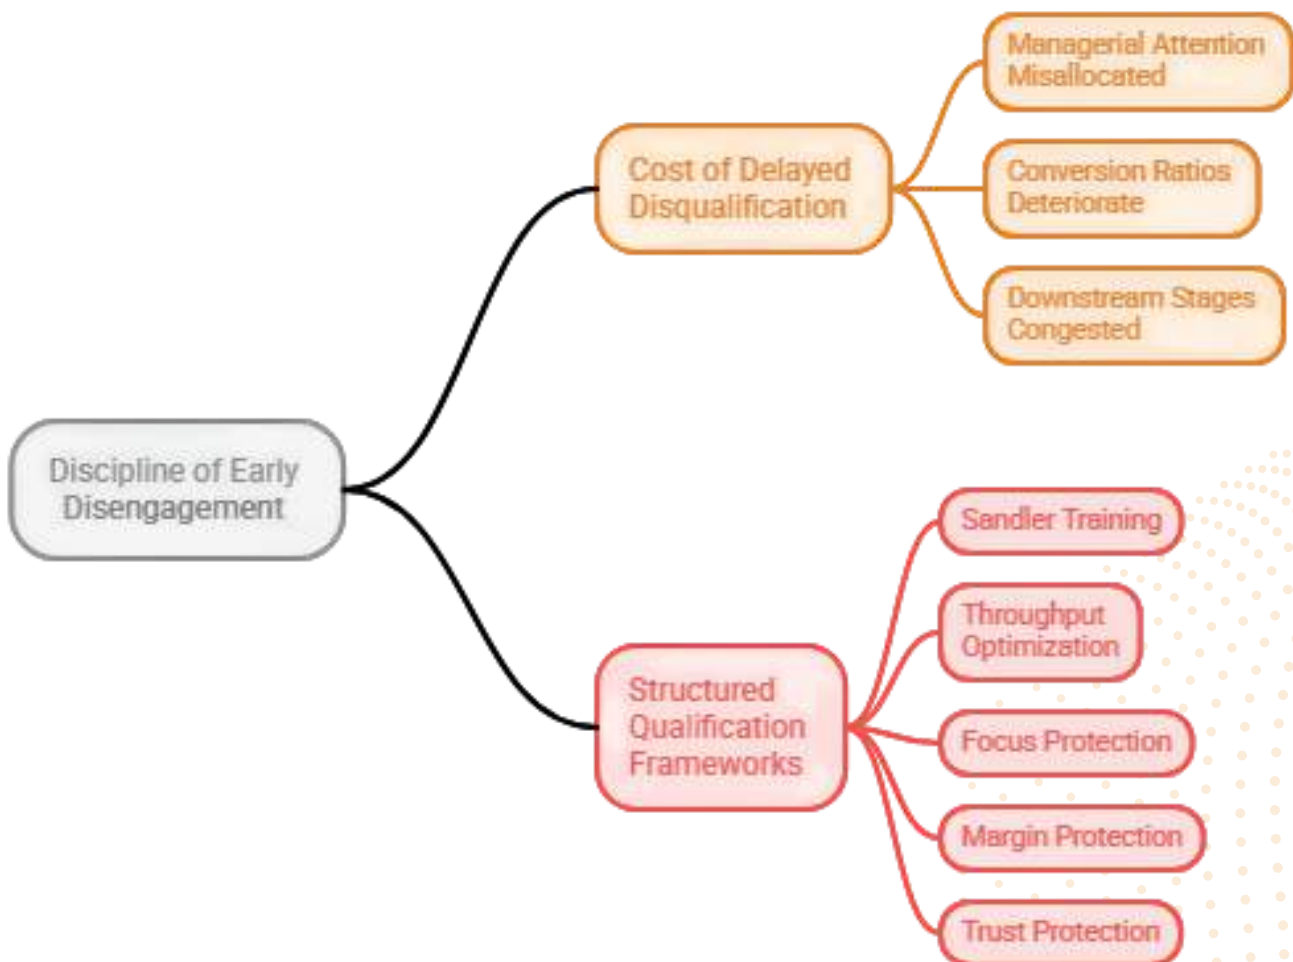 Discipline of Early
Disengagement
Cost of Delayed
Disqualification
Managerial Attention
Misallocated
Conversion Ratios
Deteriorate
Downstream Stages
Congested
Structured
Qualification
Frameworks
Sandler Training
Throughput
Optimization
Focus Protection
Margin Protection
Trust Protection